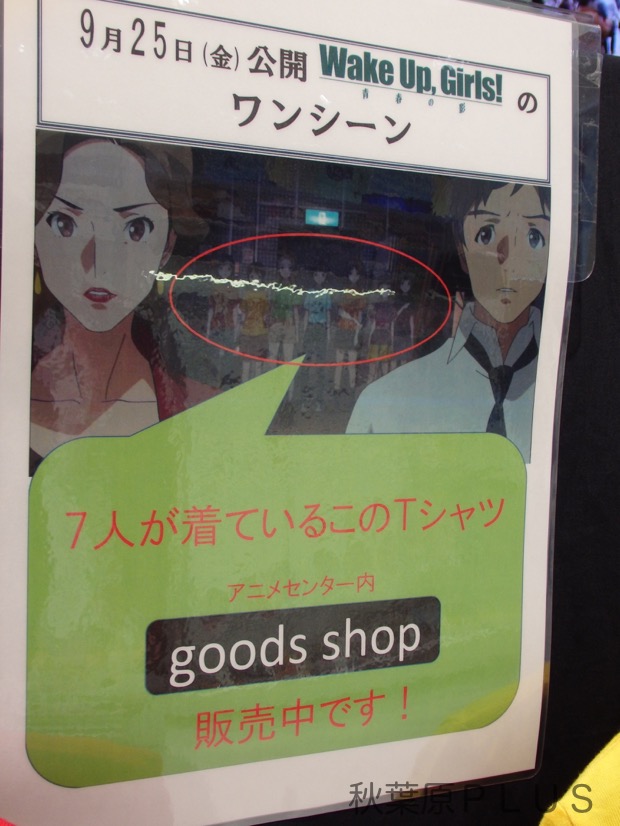 9月25日(金)公開 Wake Up, Girls! の
青春の影
ワンシーン
7人が着ているこのTシャツ
アニメセンター内
goods shop
販売中です！
秋葉原PLUS